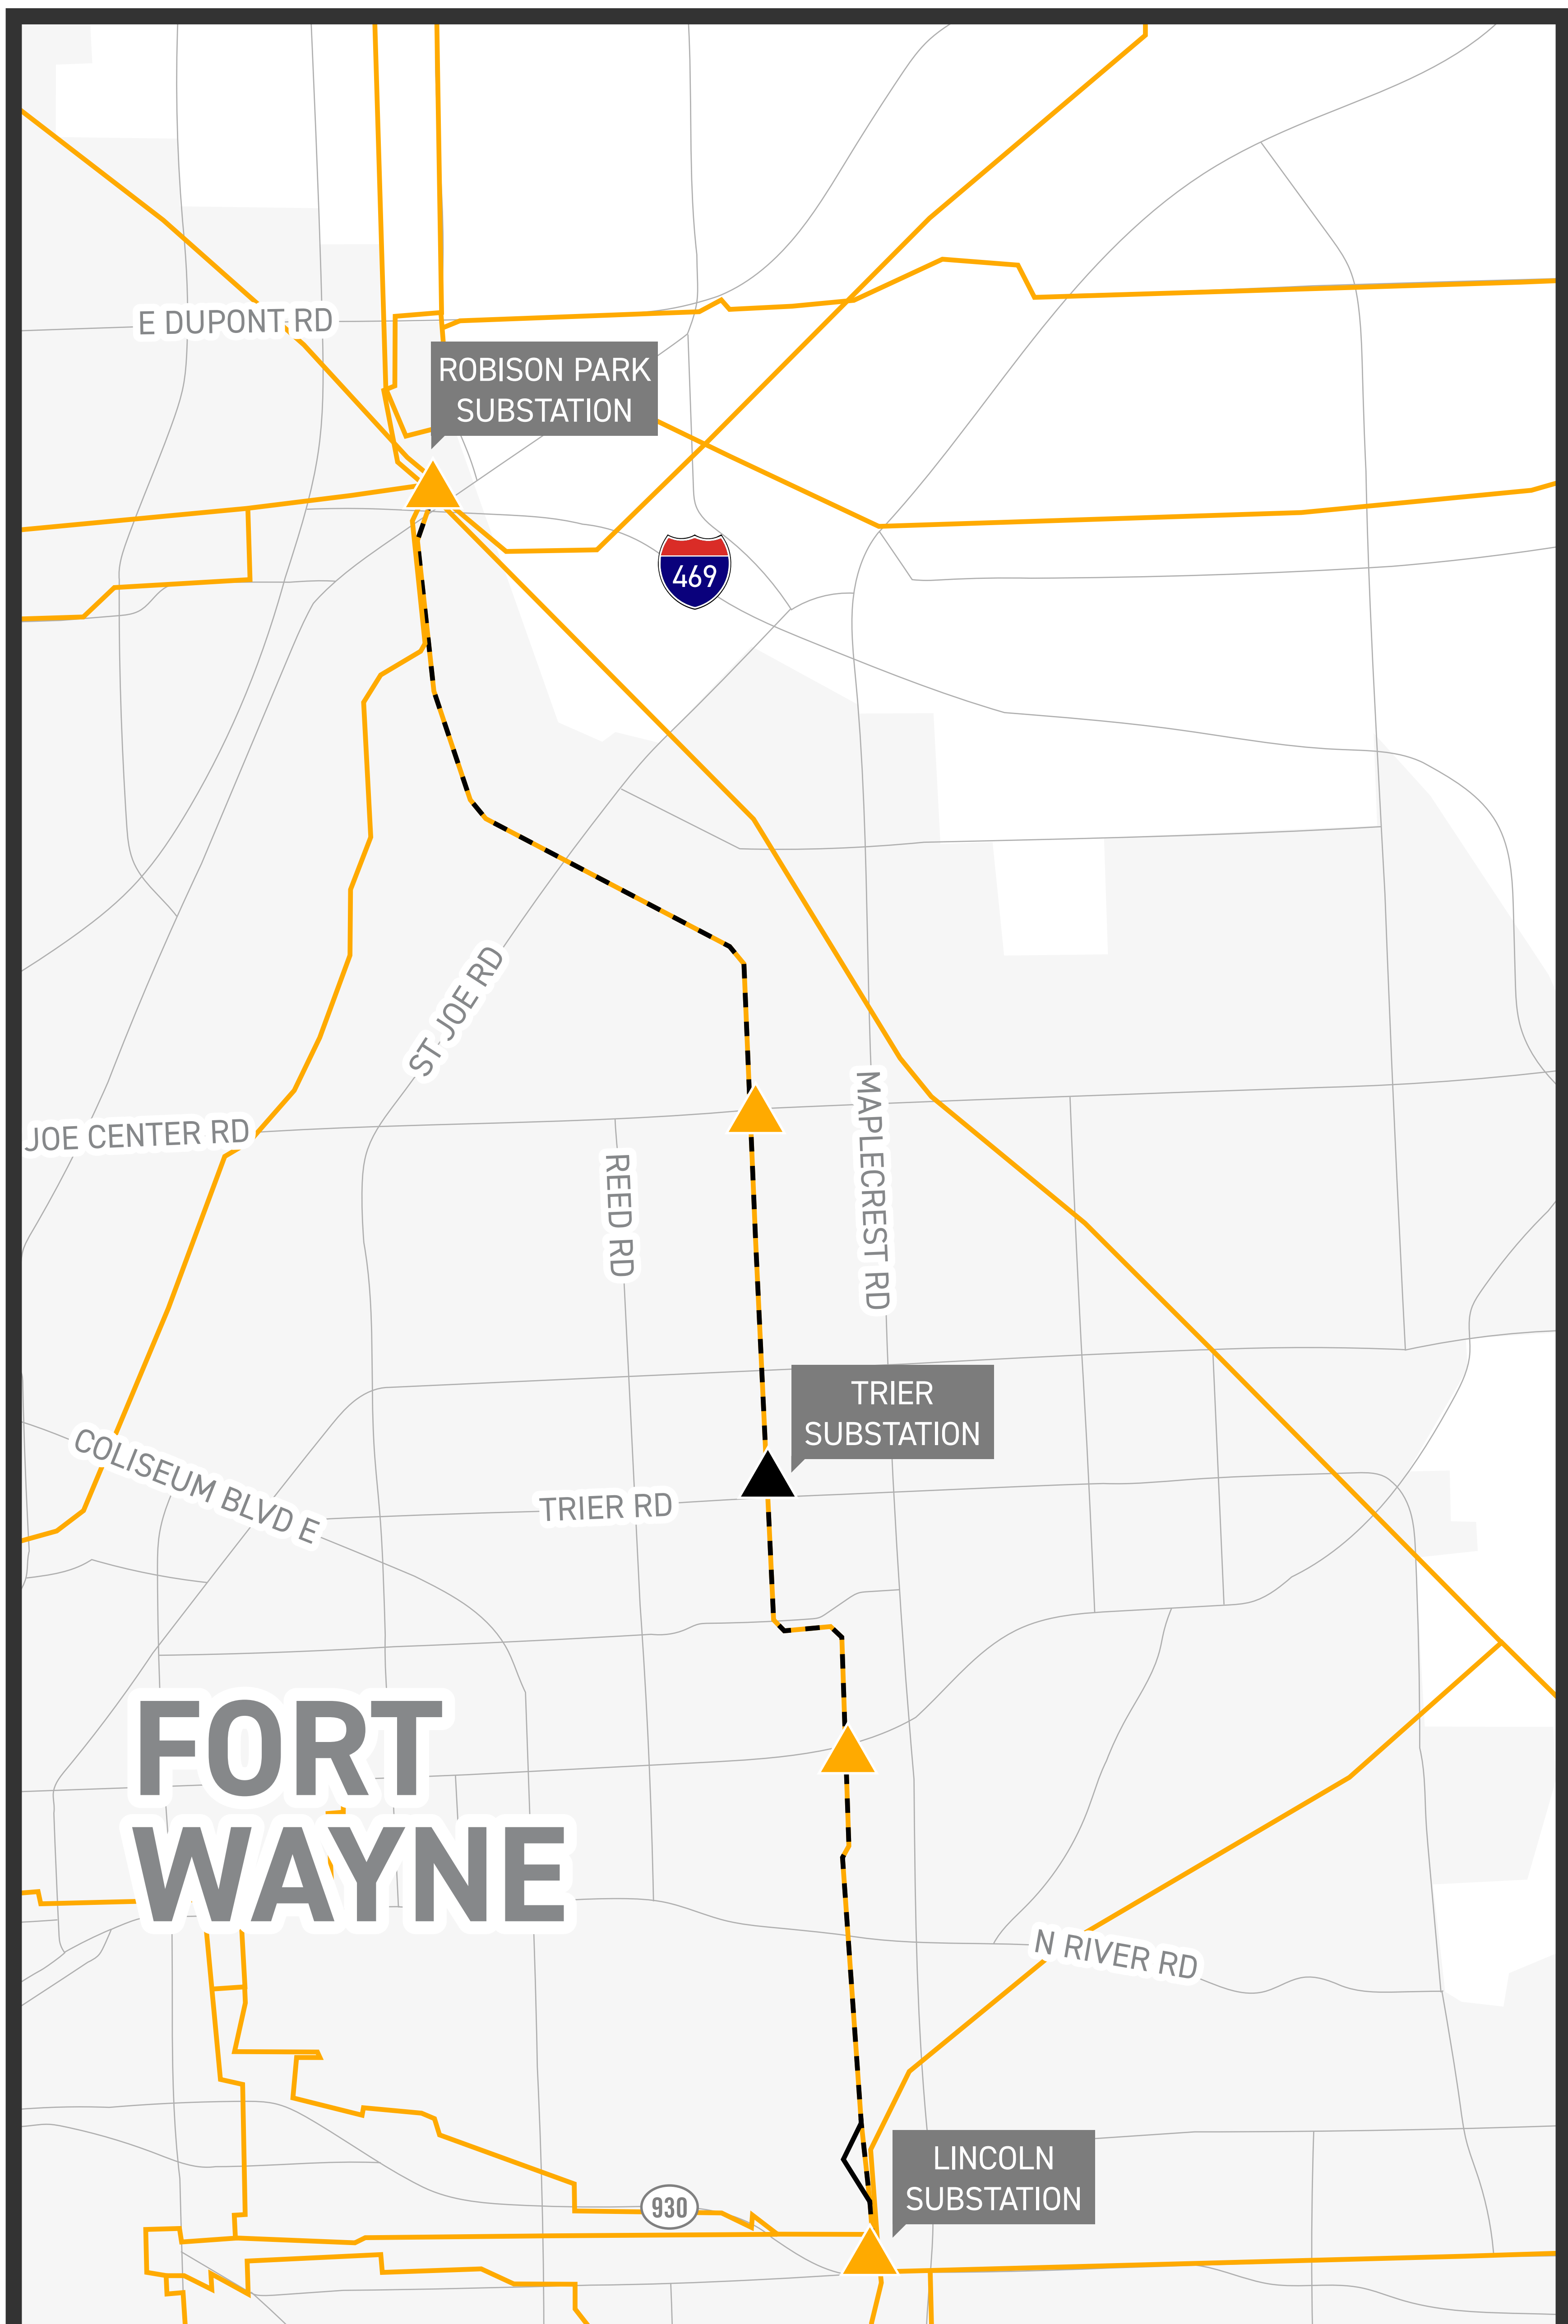 E DUPONT RD
ROBISON PARK
SUBSTATION
469
ST JOE RD
MAPLECREST RD
JOE CENTER RD
REED RD
TRIER
SUBSTATION
COLISEUM BLVD E
TRIER RD
FORT
WAYNE
N RIVER RD
LINCOLN
SUBSTATION
930